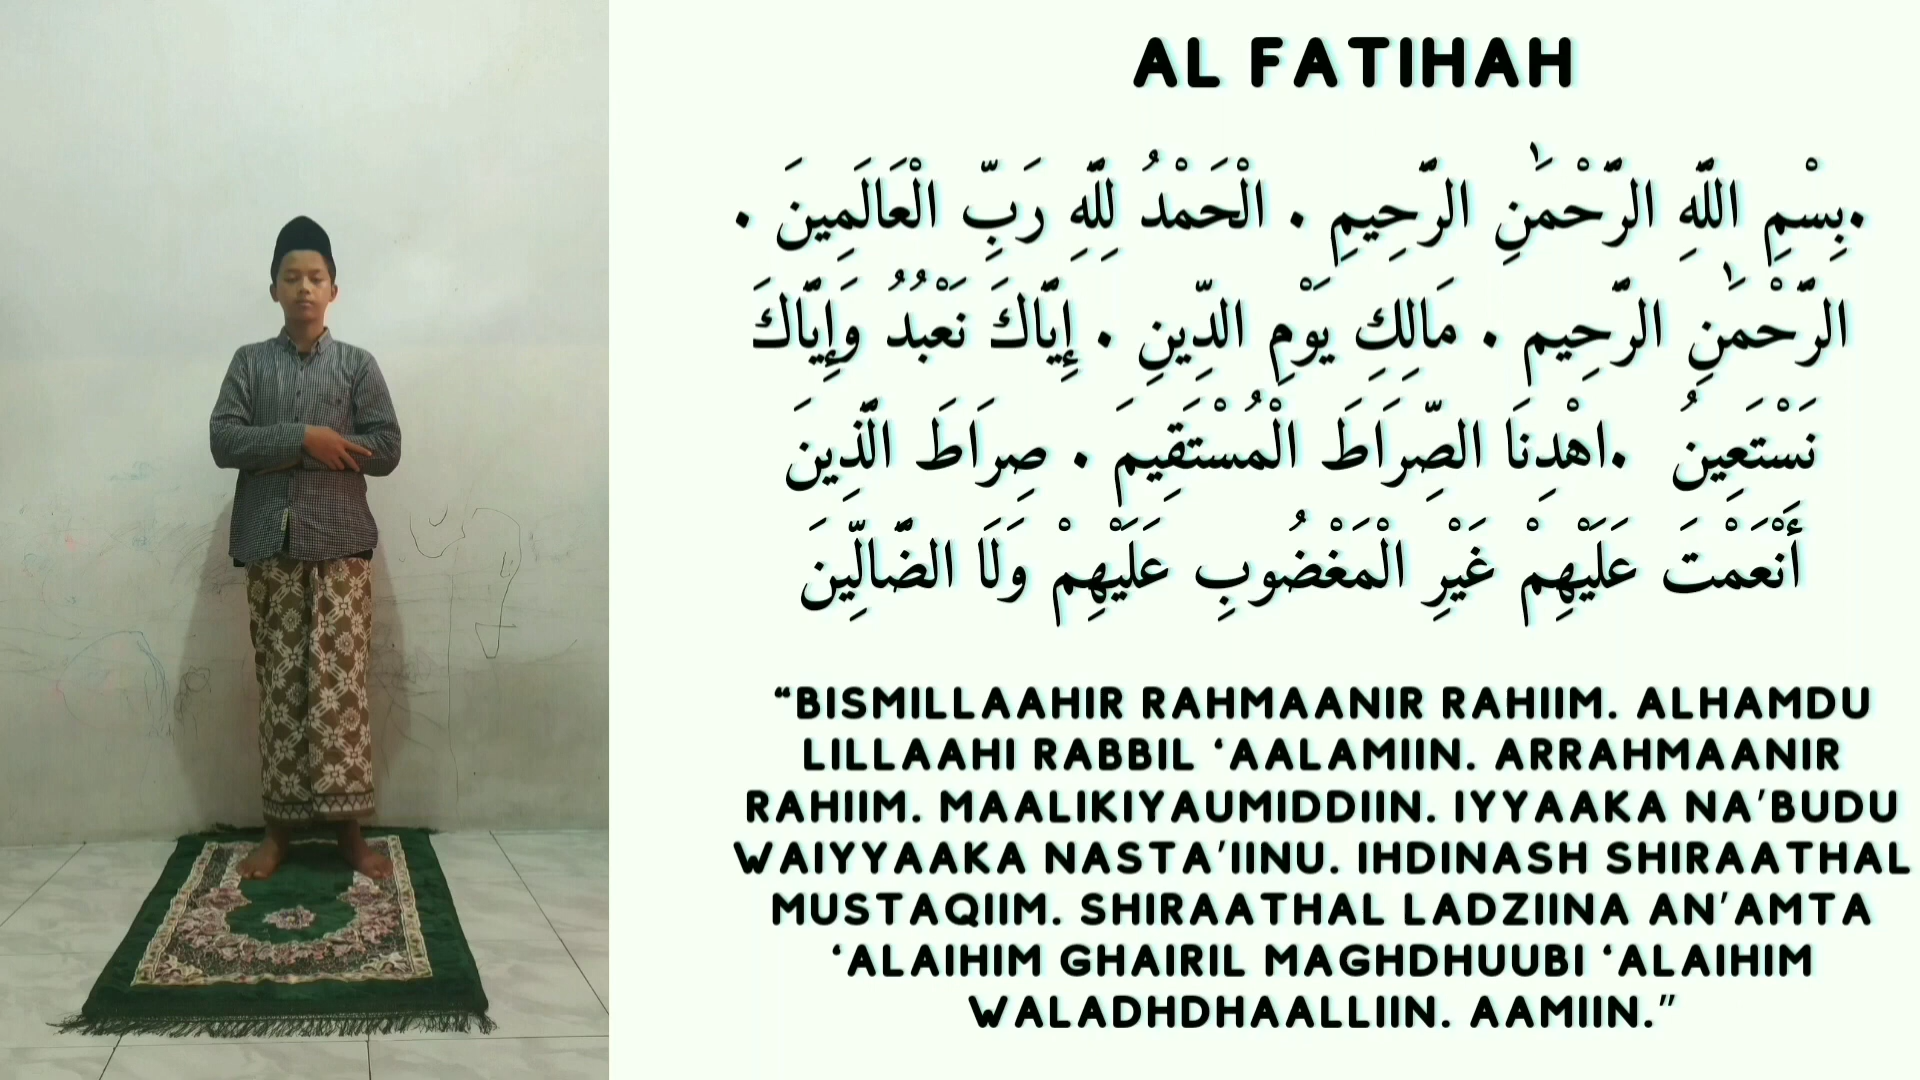 AL FATIHAH
.بِسْمِ اللَّهِ الرَّحْمَٰنِ الرَّحِيمِ . الْحَمْدُ لِلَّهِ رَبِّ الْعَالَمِينَ .
الرَّحْمَٰنِ الرَّحِيمِ . مَالِكِ يَوْمِ الدِّينِ . إِيَّاكَ نَعْبُدُ وَإِيَّاكَ
نَسْتَعِينُ .اهْدِنَا الصِّرَاطَ الْمُسْتَقِيمَ . صِرَاطَ الَّذِينَ
أَنْعَمْتَ عَلَيْهِمْ غَيْرِ الْمَغْضُوبِ عَلَيْهِمْ وَلَا الضَّالِّينَ
“BISMILLAAHIR RAHMAANIR RAHIIM. ALHAMDU
LILLAAHI RABBIL ‘AALAMIIN. ARRAHMAANIR
RAHIIM. MAALIKIYAUMIDDIIN. IYYAAKA NA'BUDU
WAIYYAAKA NASTA'IINU. IHDINASH SHIRAATHAL
MUSTAQIIM. SHIRAATHAL LADZIINA AN'AMTA
‘ALAIHIM GHAIRIL MAGHDHUUBI ‘ALAIHIM
WALADHDHAALLIIN. AAMIIN.”